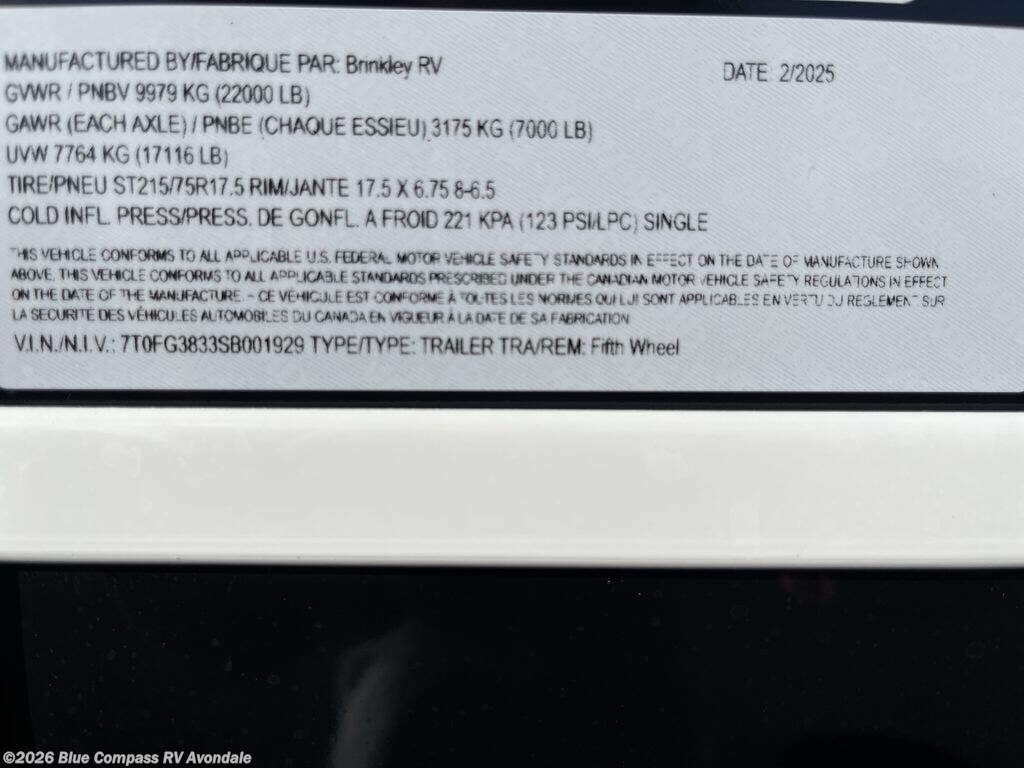 MANUFACTURED BY/FABRIQUE PAR: Brinkley RV
DATE: 2/2025
GVWR / PNBV 9979 KG (22000 LB)
GAWR (EACH AXLE) / PNBE (CHAQUE ESSIEU) 3175 KG (7000 LB)
UVW 7764 KG (17116 LB)
TIRE/PNEU ST215/75R17.5 RIM/JANTE 17.5 X 6.75 8-6.5
COLD INFL. PRESS/PRESS. DE GONFL. A FROID 221 KPA (123 PSI/LPC) SINGLE
THIS VEHICLE CONFORMS TO ALL APPLICABLE U.S. FEDERAL MOTOR VEHICLE SAFETY STANDARDS IN EFFECT ON THE DATE OF MANUFACTURE SHOWN
ABOVE. THIS VEHICLE CONFORMS TO ALL APPLICABLE STANDARDS PRESCRIBED UNDER THE CANADIAN MOTOR VEHICLE SAFETY REGULATIONS IN EFFECT
ON THE DATE OF THE MANUFACTURE. - CE VÉHICULE EST CONFORME À TOUTES LES NORMES QUI LUI SONT APPLICABLES EN VERTU DU REGLEMENT SUR
LA SECURITÉ DES VÉHICULES AUTOMOBILES DU CANADA EN VIGUEUR À LA DATE DE SA FABRICATION
V.I.N./N.I.V.: 7T0FG3833SB001929 TYPE/TYPE: TRAILER TRA/REM: Fifth Wheel
©2026 Blue Compass RV Avondale